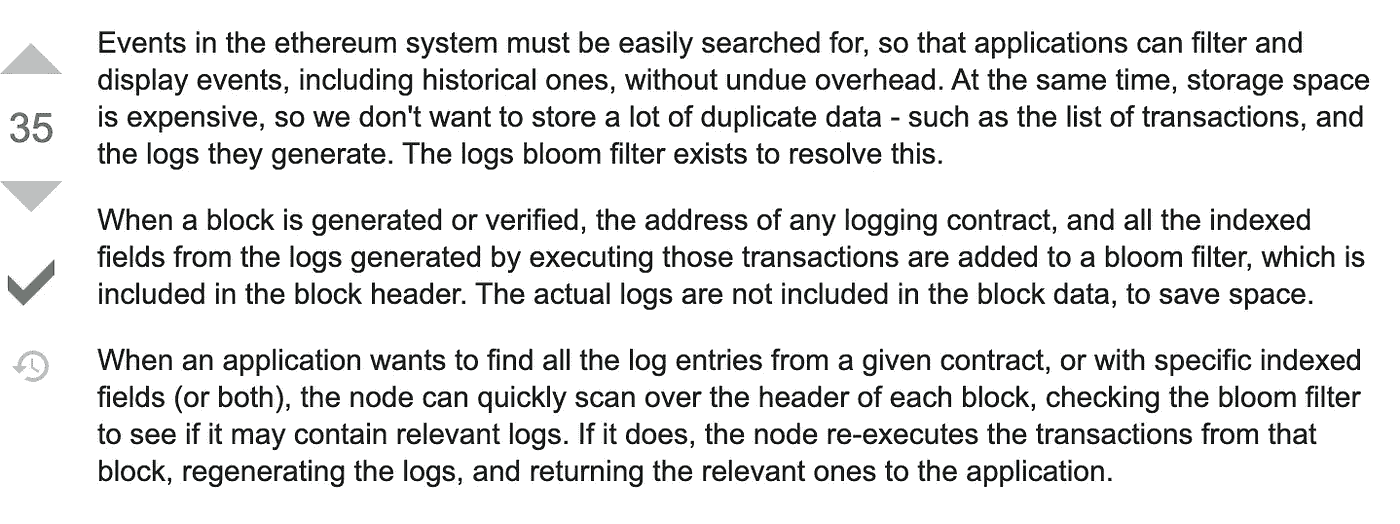 Events in the ethereum system must be easily searched for, so that applications can filter and
display events, including historical ones, without undue overhead. At the same time, storage space
35
is expensive, so we don't want to store a lot of duplicate data - such as the list of transactions, and
the logs they generate. The logs bloom filter exists to resolve this.
When a block is generated or verified, the address of any logging contract, and all the indexed
fields from the logs generated by executing those transactions are added to a bloom filter, which is
included in the block header. The actual logs are not included in the block data, to save space.
When an application wants to find all the log entries from a given contract, or with specific indexed
fields (or both), the node can quickly scan over the header of each block, checking the bloom filter
to see if it may contain relevant logs. If it does, the node re-executes the transactions from that
block, regenerating the logs, and returning the relevant ones to the application.